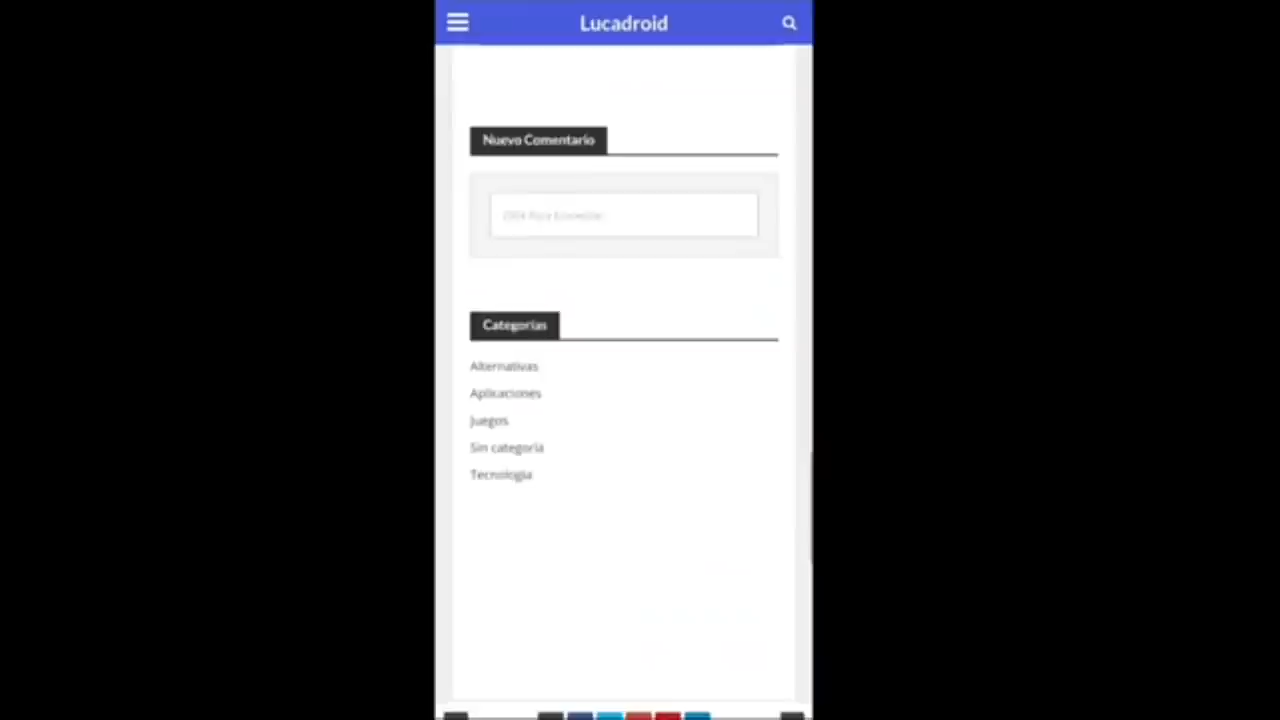 Lucadroid
Nuevo Comentario
Categorías
Alternativas
Aplicaciones
Juegos
Sin categoría
Tecnología